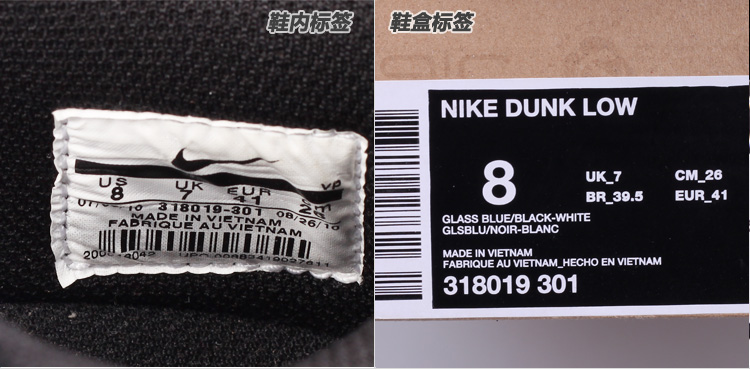 鞋内标签
US UK EUR
8 7 41
318019-301 08/26/10
MADE IN VIETNAM
FABRIQUE AU VIETNAM
鞋盒标签
NIKE DUNK LOW
8
UK_7 CM_26
BR_39.5 EUR_41
GLASS BLUE/BLACK-WHITE
GLSBLU/NOIR-BLANC
MADE IN VIETNAM
FABRIQUE AU VIETNAM_HECHO EN VIETNAM
318019 301